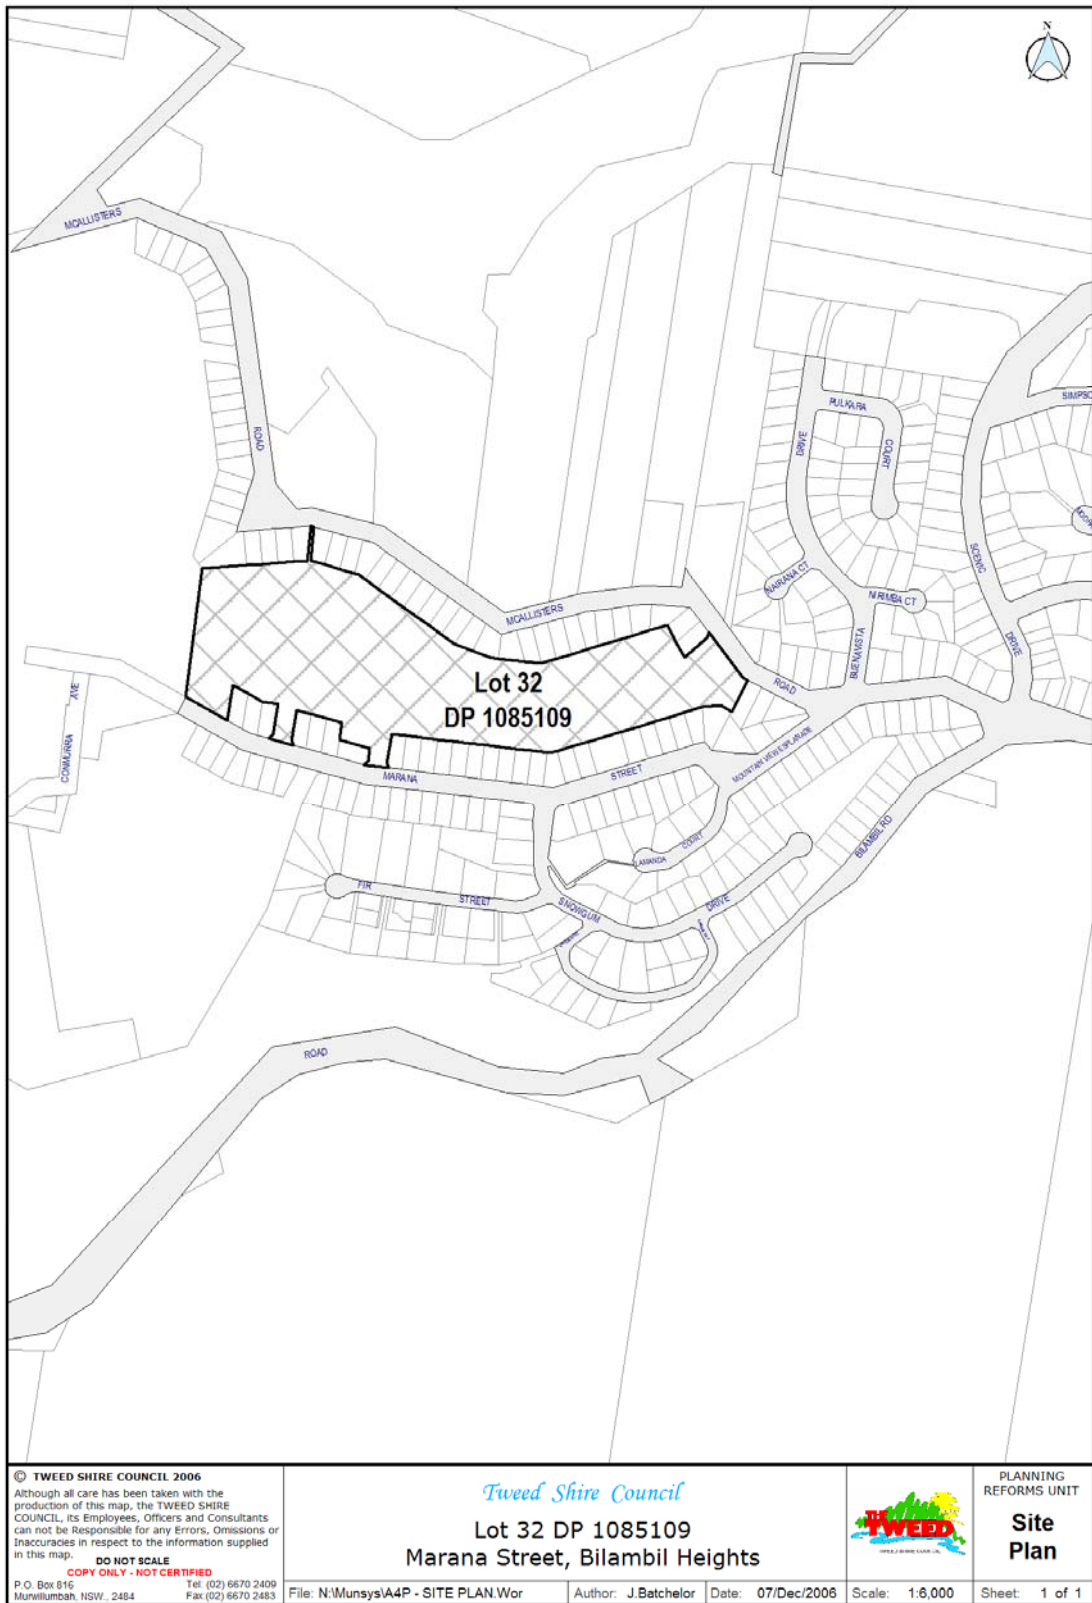 N
MCALLISTERS
ROAD
PULKARA
COURT
DRIVE
SIMPSO
SCENIC
DRIVE
NAIRANA CT
NIRIMBA CT
BUENAVISTA
MCALLISTERS
ROAD
Lot 32
DP 1085109
CONMURRA
AVE
MARANA
STREET
MOUNTAIN VIEW ESPLANADE
LAMANDA
COURT
FIR
STREET
SNOWGUM
DRIVE
BILAMBIL RD
ROAD
© TWEED SHIRE COUNCIL 2006
Although all care has been taken with the
production of this map, the TWEED SHIRE
COUNCIL, its Employees, Officers and Consultants
can not be Responsible for any Errors, Omissions or
Inaccuracies in respect to the information supplied
in this map.
DO NOT SCALE
COPY ONLY - NOT CERTIFIED
P.O. Box 816 Tel: (02) 6670 2409
Murwillumbah, NSW., 2484 Fax:(02) 6670 2483
Tweed Shire Council
Lot 32 DP 1085109
Marana Street, Bilambil Heights
File: N:\Munsys\A4P - SITE PLAN.Wor Author: J.Batchelor Date: 07/Dec/2006 Scale: 1:6,000 Sheet: 1 of 1
THE
TWEED
TWEED SHIRE COUNCIL
PLANNING
REFORMS UNIT
Site
Plan